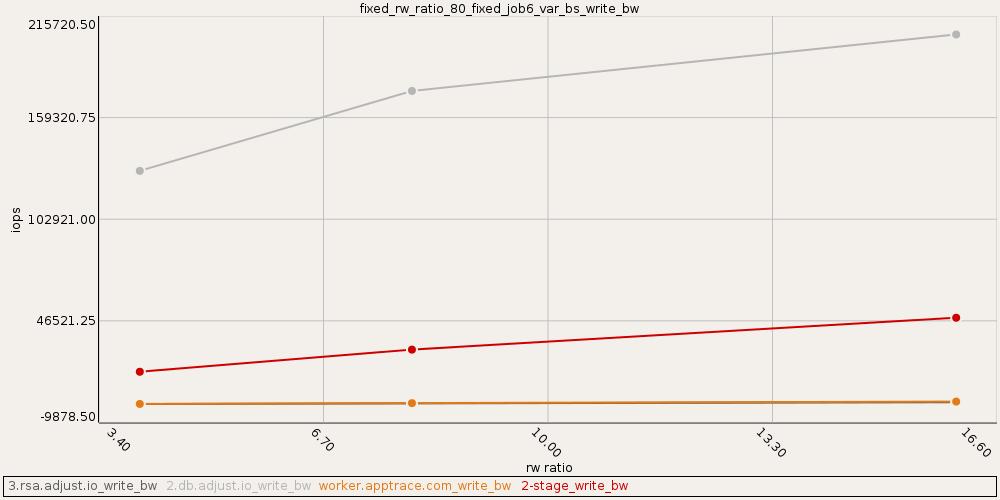 fixed_rw_ratio_80_fixed_job6_var_bs_write_bw
215720.50
159320.75
102921.00
46521.25
-9878.50
iops
3.40
6.70
10.00
13.30
16.60
rw ratio
3.rsa.adjust.io_write_bw 2.db.adjust.io_write_bw worker.apptrace.com_write_bw 2-stage_write_bw